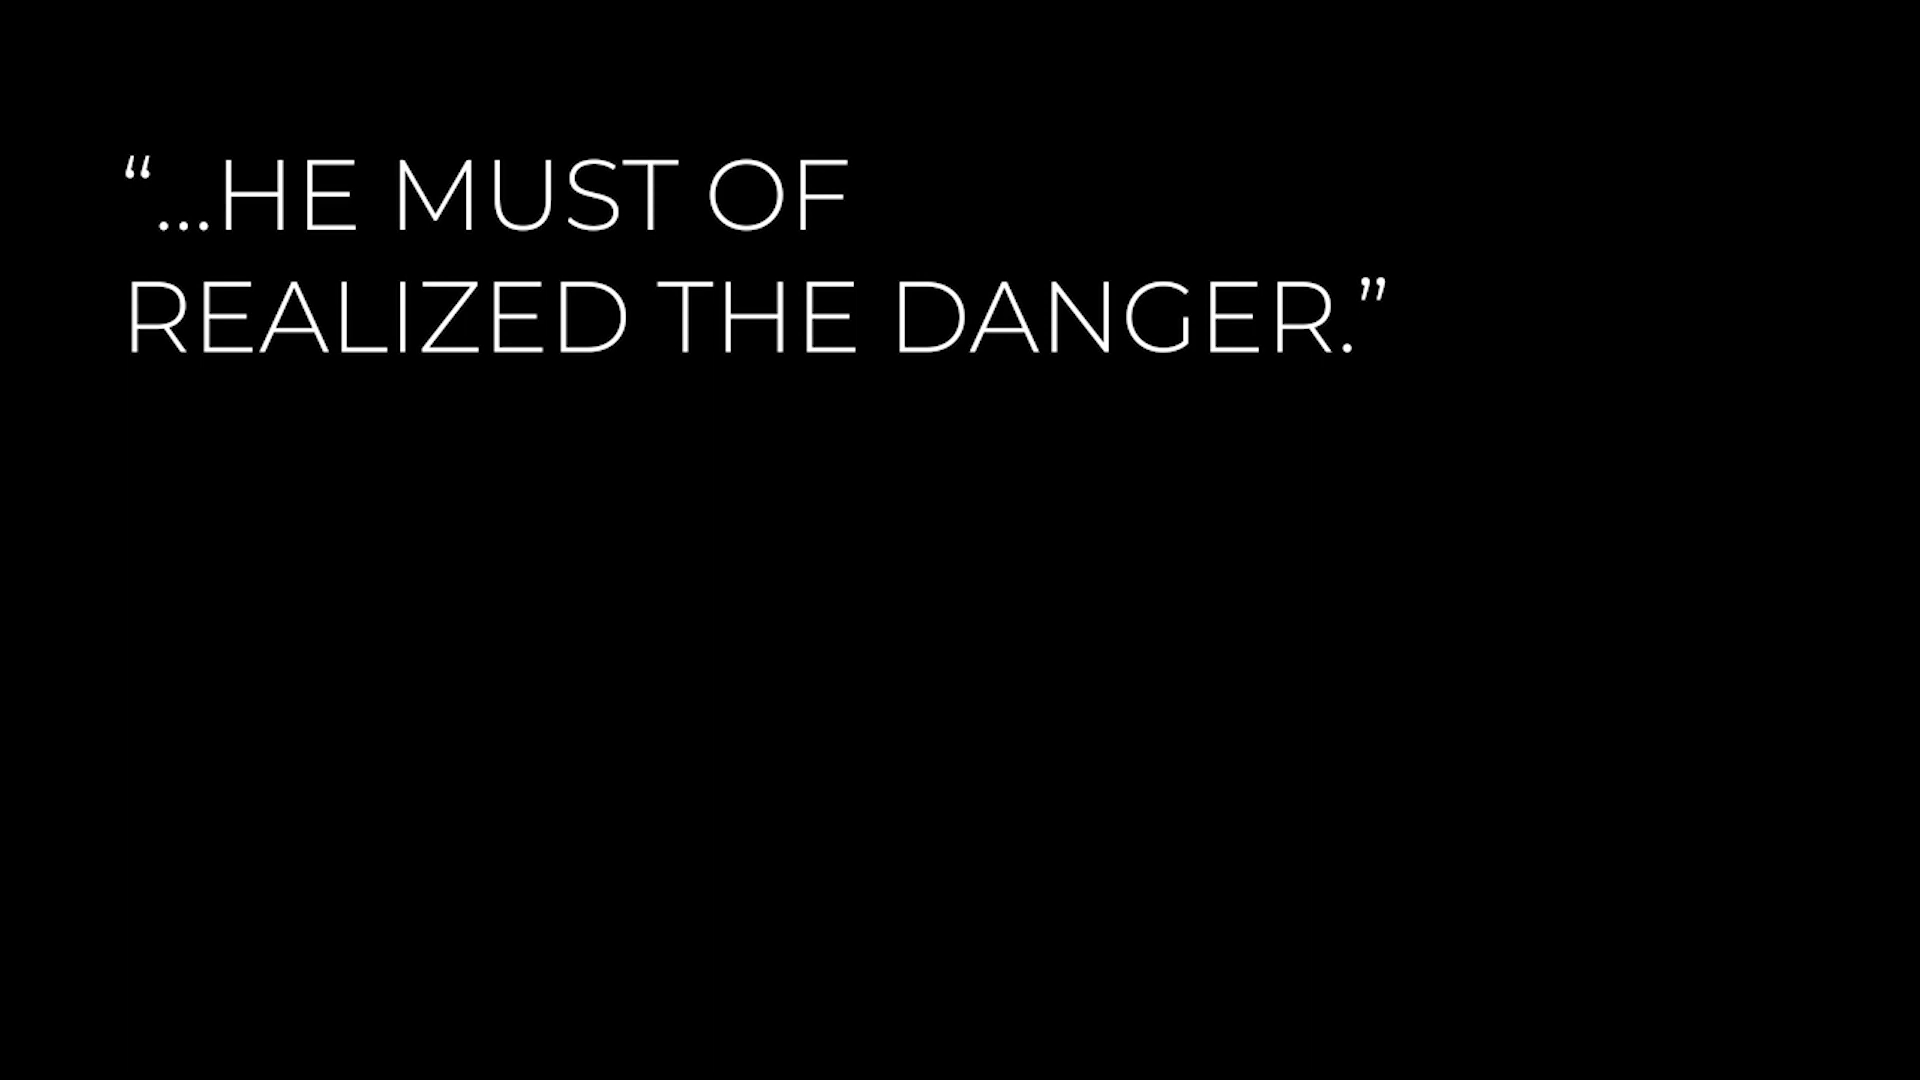 “...HE MUST OF
REALIZED THE DANGER.”